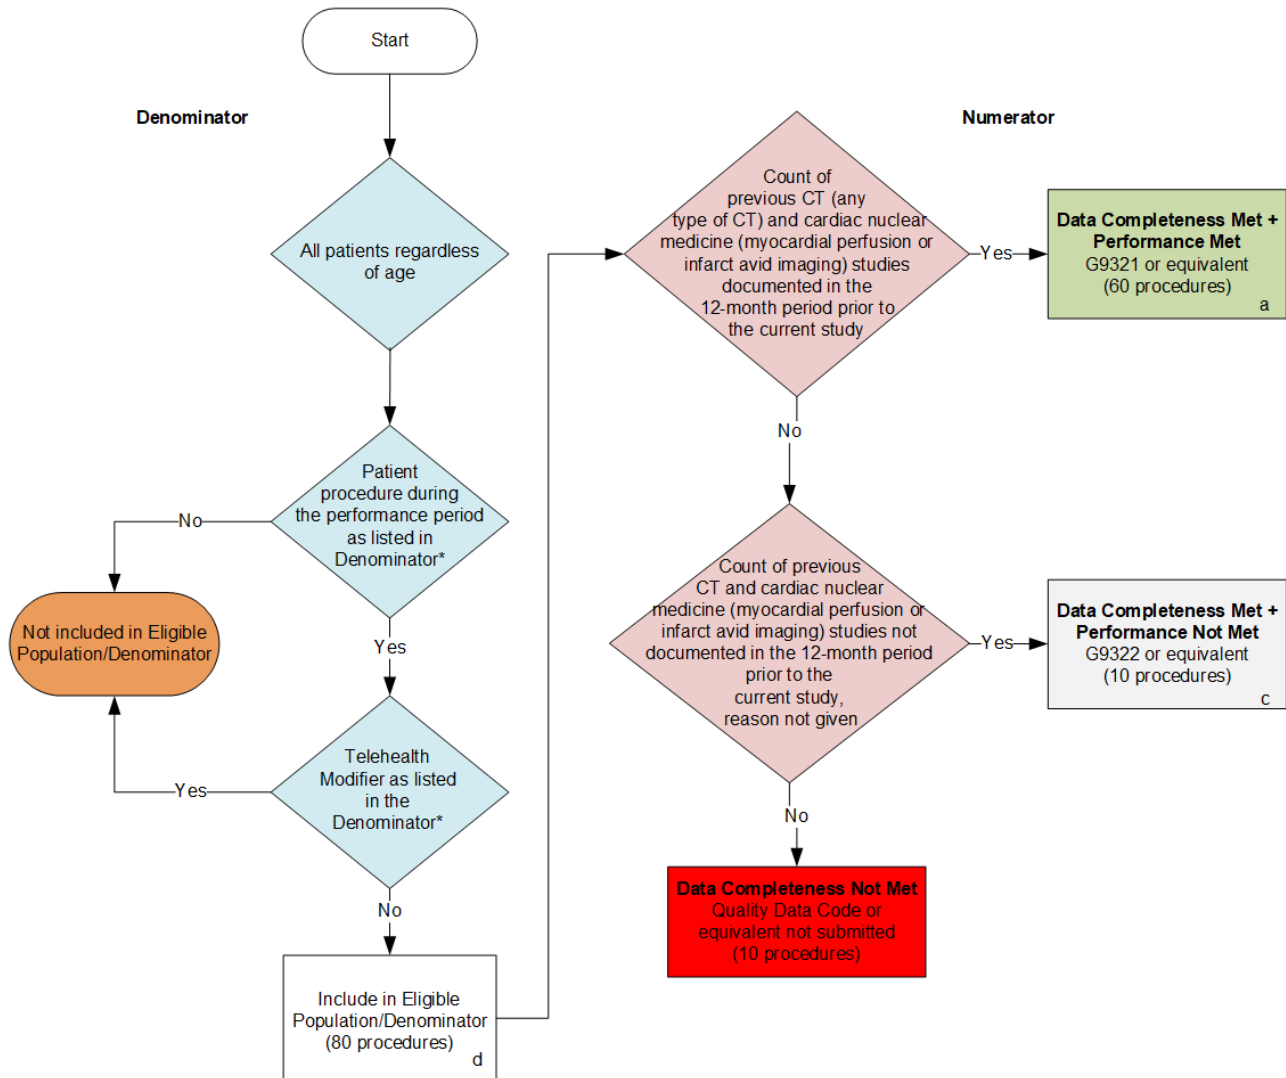 Start
Denominator
All patients regardless
of age
Patient
procedure during
the performance period
as listed in
Denominator*
No
Not included in Eligible
Population/Denominator
Yes
Telehealth
Modifier as listed
in the
Denominator*
Yes
No
Include in Eligible
Population/Denominator
(80 procedures)
d
Numerator
Count of
previous CT (any
type of CT) and cardiac nuclear
medicine (myocardial perfusion or
infarct avid imaging) studies
documented in the
12-month period prior to
the current study
Yes
Data Completeness Met +
Performance Met
G9321 or equivalent
(60 procedures)
a
No
Count of previous
CT and cardiac nuclear
medicine (myocardial perfusion or
infarct avid imaging) studies not
documented in the 12-month period
prior to the
current study,
reason not given
Yes
Data Completeness Met +
Performance Not Met
G9322 or equivalent
(10 procedures)
c
No
Data Completeness Not Met
Quality Data Code or
equivalent not submitted
(10 procedures)